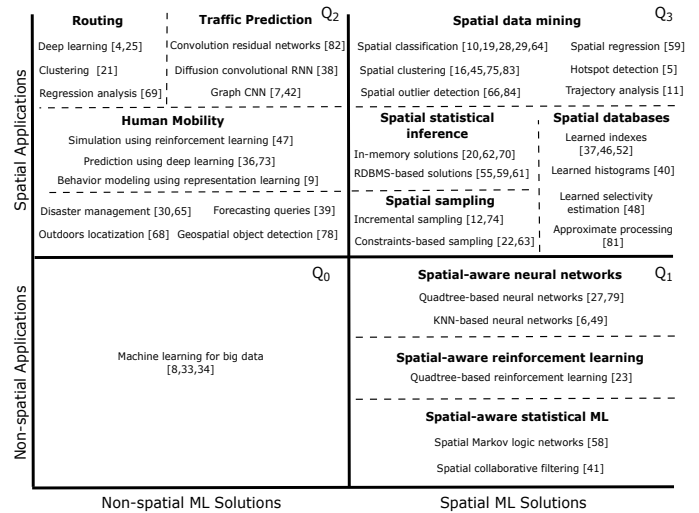 Routing
Deep learning [4,25]
Clustering [21]
Regression analysis [69]
Traffic Prediction
Q2
Convolution residual networks [82]
Diffusion convolutional RNN [38]
Graph CNN [7,42]
Human Mobility
Simulation using reinforcement learning [47]
Prediction using deep learning [36,73]
Behavior modeling using representation learning [9]
Disaster management [30,65]
Forecasting queries [39]
Outdoors locatization [68]
Geospatial object detection [78]
Spatial data mining
Q3
Spatial classification [10,19,28,29,64]
Spatial regression [59]
Spatial clustering [16,45,75,83]
Hotspot detection [5]
Spatial outlier detection [66,84]
Trajectory analysis [11]
Spatial statistical
inference
In-memory solutions [20,62,70]
RDBMS-based solutions [55,59,61]
Spatial sampling
Incremental sampling [12,74]
Constraints-based sampling [22,63]
Spatial databases
Learned indexes
[37,46,52]
Learned histograms [40]
Learned selectivity
estimation [48]
Approximate processing
[81]
Spatial Applications
Q0
Machine learning for big data
[8,33,34]
Q1
Spatial-aware neural networks
Quadtree-based neural networks [27,79]
KNN-based neural networks [6,49]
Spatial-aware reinforcement learning
Quadtree-based reinforcement learning [23]
Spatial-aware statistical ML
Spatial Markov logic networks [58]
Spatial collaborative filtering [41]
Non-spatial Applications
Non-spatial ML Solutions
Spatial ML Solutions